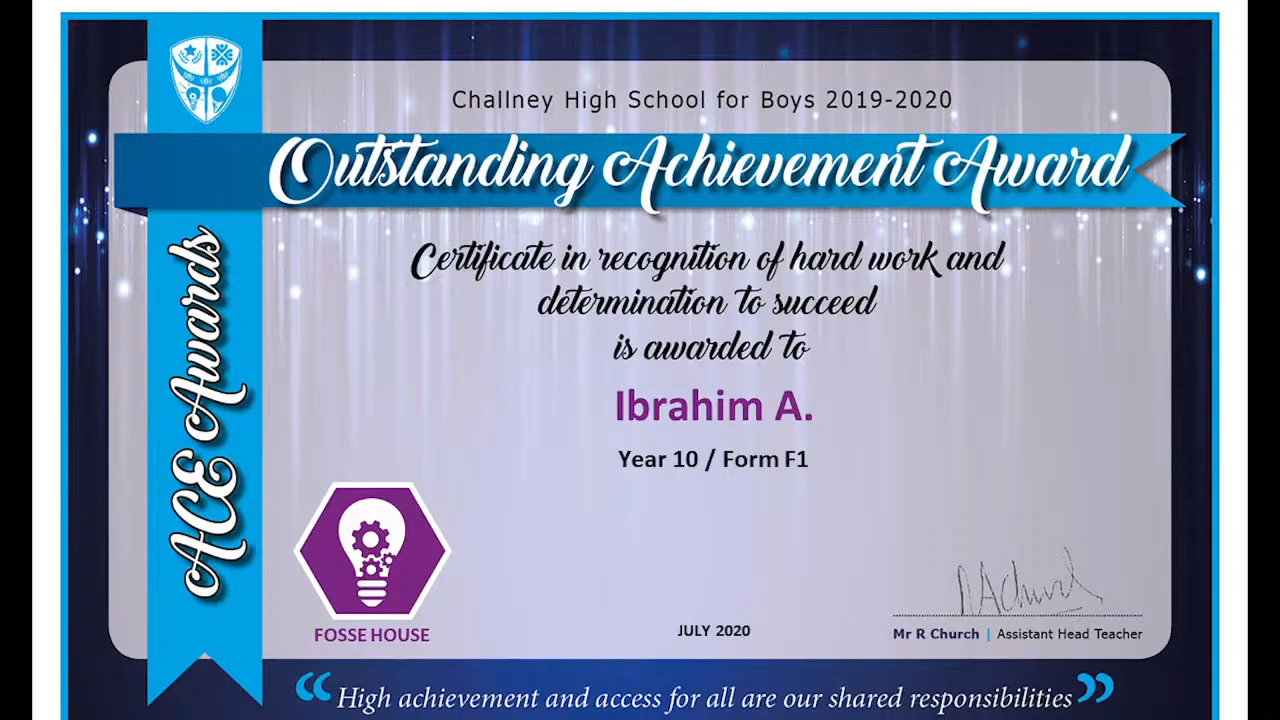 Challney High School for Boys 2019-2020
Outstanding Achievement Award
ACE Awards
Certificate in recognition of hard work and
determination to succeed
is awarded to
Ibrahim A.
Year 10 / Form F1
FOSSE HOUSE
JULY 2020
Mr R Church | Assistant Head Teacher
“High achievement and access for all are our shared responsibilities”